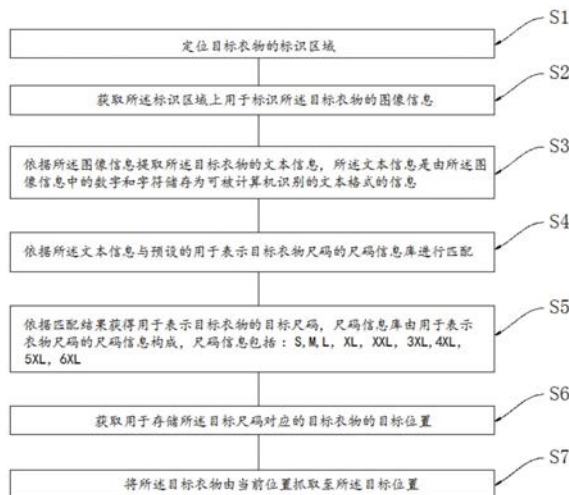 S1
定位目标衣物的标识区域
S2
获取所述标识区域上用于标识所述目标衣物的图像信息
S3
依据所述图像信息提取所述目标衣物的文本信息，所述文本信息是由所述图
像信息中的数字和字符储存为可被计算机识别的文本格式的信息
S4
依据所述文本信息与预设的用于表示目标衣物尺码的尺码信息库进行匹配
S5
依据匹配结果获得用于表示目标衣物的目标尺码，尺码信息库由用于表示
衣物尺码的尺码信息构成，尺码信息包括：S,M,L，XL，XXL，3XL,4XL，
5XL，6XL
S6
获取用于存储所述目标尺码对应的目标衣物的目标位置
S7
将所述目标衣物由当前位置抓取至所述目标位置